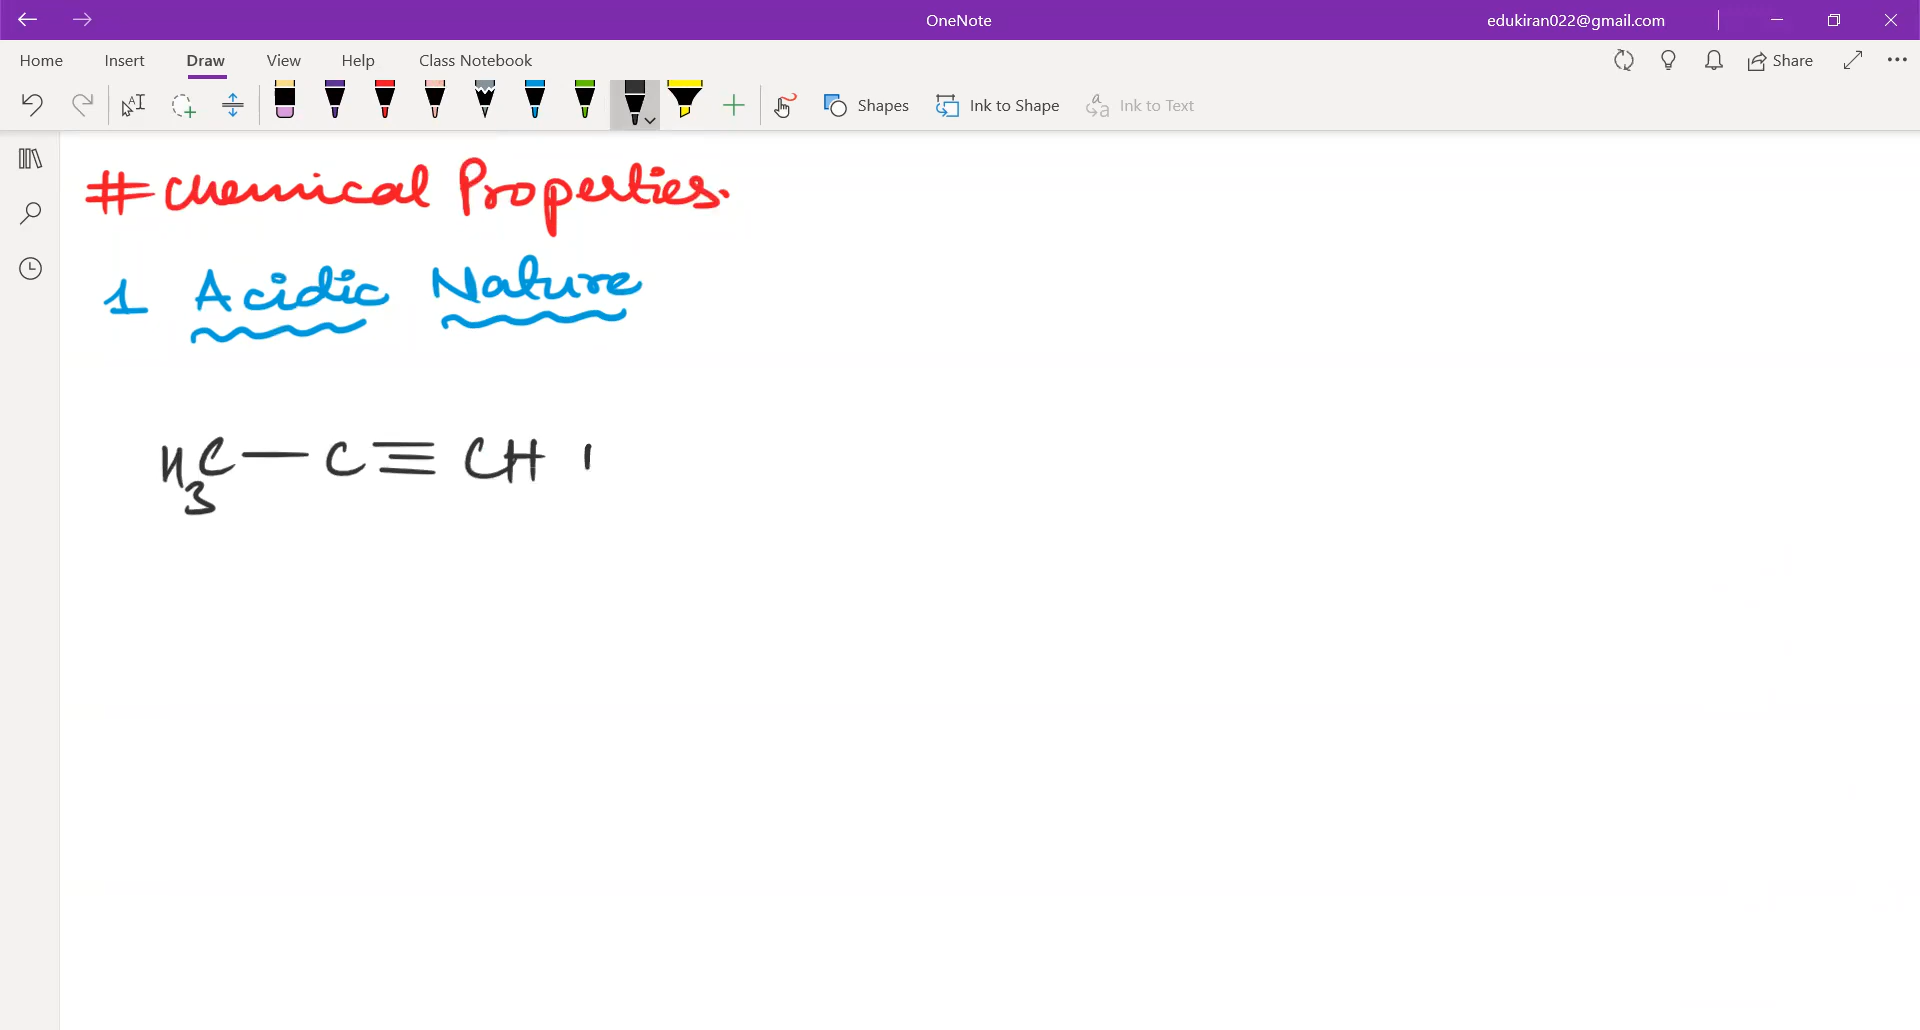 OneNote
edukiran022@gmail.com
Home Insert Draw View Help Class Notebook
Share
Shapes Ink to Shape Ink to Text
#Chemical Properties.
1 Acidic Nature
H₃C — C ≡ CH